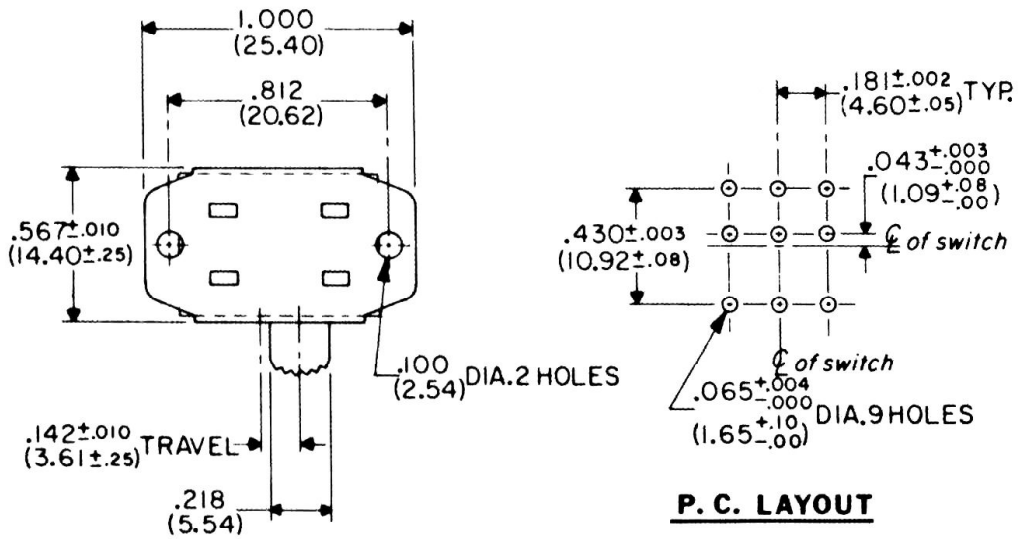 1.000
(25.40)
.812
(20.62)
.567±.010
(14.40±.25)
.100
(2.54) DIA. 2 HOLES
.142±.010
(3.61±.25) TRAVEL
.218
(5.54)
.181±.002
(4.60±.05) TYP.
.043+.003-.000
(1.09+.08-.00)
℄ of switch
.430±.003
(10.92±.08)
℄ of switch
.065+.004-.000
(1.65+.10-.00) DIA. 9 HOLES
P. C. LAYOUT